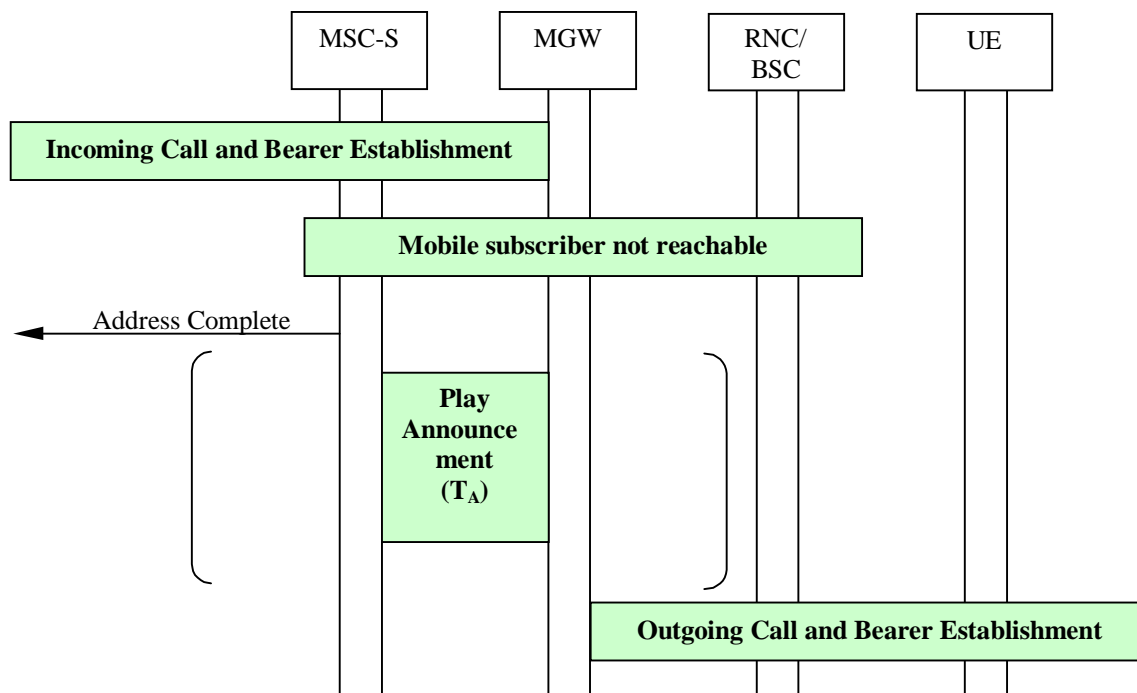 MSC-S
MGW
RNC/
BSC
UE
Incoming Call and Bearer Establishment
Mobile subscriber not reachable
Address Complete
Play
Announce
ment
(TA)
Outgoing Call and Bearer Establishment